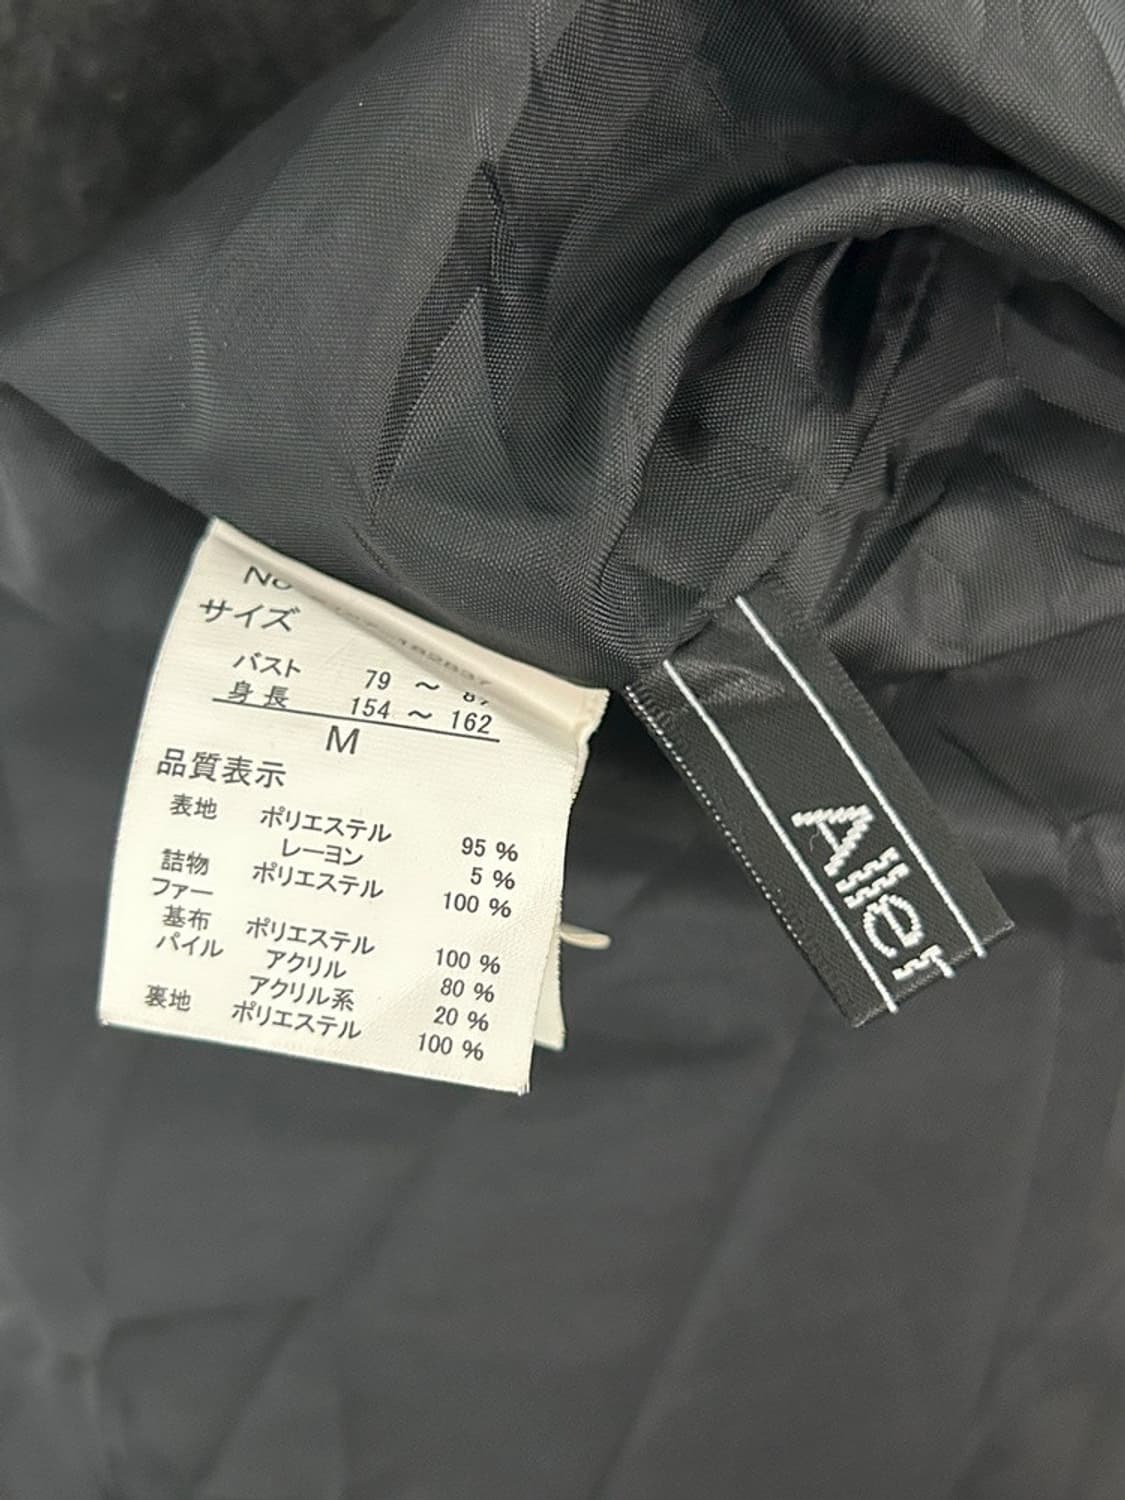 No
サイズ
バスト 79 ～ 87
身長 154 ～ 162
M
品質表示
表地 ポリエステル 95 %
レーヨン 5 %
詰物 ポリエステル 100 %
ファー
基布 ポリエステル 100 %
パイル アクリル 80 %
アクリル系 20 %
裏地 ポリエステル 100 %
Aller